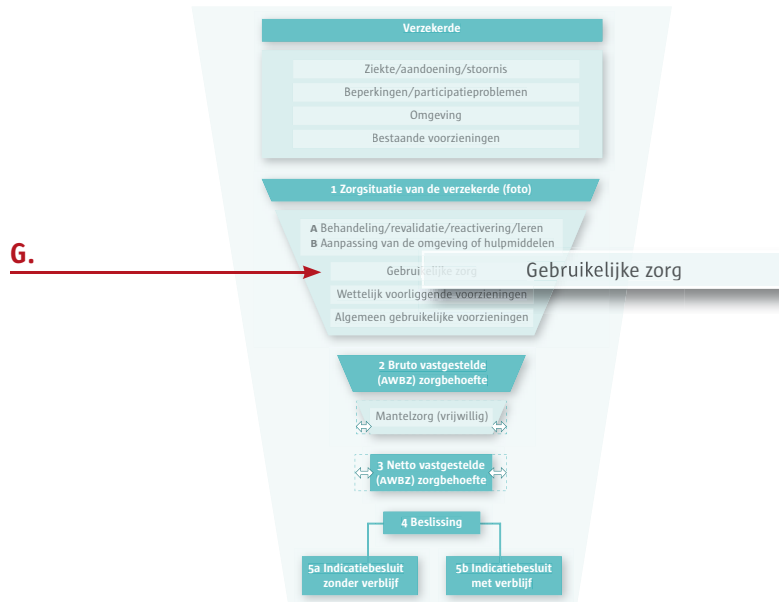 Verzekerde
Ziekte/aandoening/stoornis
Beperkingen/participatieproblemen
Omgeving
Bestaande voorzieningen
1 Zorgsituatie van de verzekerde (foto)
A Behandeling/revalidatie/reactivering/leren
B Aanpassing van de omgeving of hulpmiddelen
G.
Gebruikelijke zorg
Gebruikelijke zorg
Wettelijk voorliggende voorzieningen
Algemeen gebruikelijke voorzieningen
2 Bruto vastgestelde
(AWBZ) zorgbehoefte
Mantelzorg (vrijwillig)
3 Netto vastgestelde
(AWBZ) zorgbehoefte
4 Beslissing
5a Indicatiebesluit
zonder verblijf
5b Indicatiebesluit
met verblijf